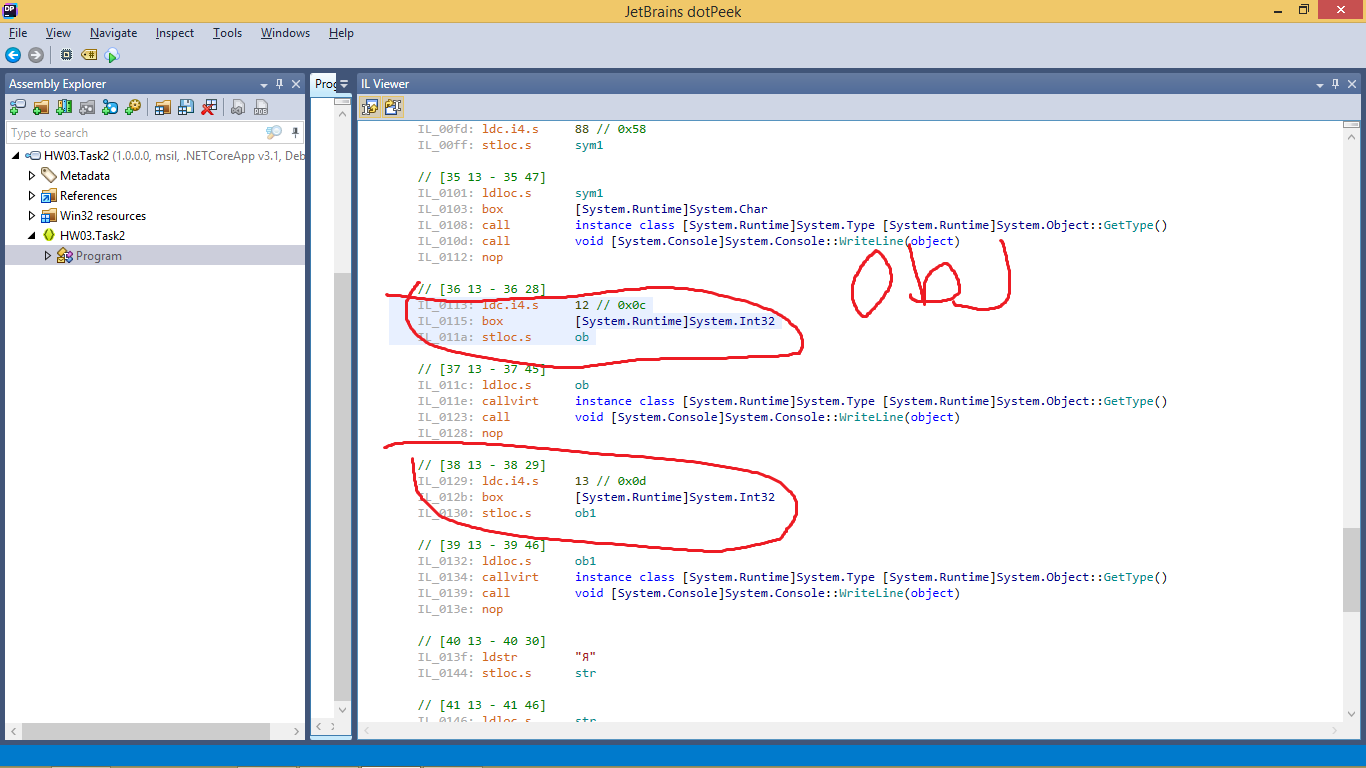 JetBrains dotPeek
File View Navigate Inspect Tools Windows Help
Assembly Explorer
Type to search
HW03.Task2 (1.0.0.0, msil, .NETCoreApp v3.1, Deb
Metadata
References
Win32 resources
HW03.Task2
Program
Prog
IL Viewer
IL_00fd: ldc.i4.s 88 // 0x58
IL_00ff: stloc.s sym1
// [35 13 - 35 47]
IL_0101: ldloc.s sym1
IL_0103: box [System.Runtime]System.Char
IL_0108: call instance class [System.Runtime]System.Type [System.Runtime]System.Object::GetType()
IL_010d: call void [System.Console]System.Console::WriteLine(object)
IL_0112: nop
// [36 13 - 36 28]
IL_0113: ldc.i4.s 12 // 0x0c
IL_0115: box [System.Runtime]System.Int32
IL_011a: stloc.s ob
// [37 13 - 37 45]
IL_011c: ldloc.s ob
IL_011e: callvirt instance class [System.Runtime]System.Type [System.Runtime]System.Object::GetType()
IL_0123: call void [System.Console]System.Console::WriteLine(object)
IL_0128: nop
// [38 13 - 38 29]
IL_0129: ldc.i4.s 13 // 0x0d
IL_012b: box [System.Runtime]System.Int32
IL_0130: stloc.s ob1
// [39 13 - 39 46]
IL_0132: ldloc.s ob1
IL_0134: callvirt instance class [System.Runtime]System.Type [System.Runtime]System.Object::GetType()
IL_0139: call void [System.Console]System.Console::WriteLine(object)
IL_013e: nop
// [40 13 - 40 30]
IL_013f: ldstr "Я"
IL_0144: stloc.s str
// [41 13 - 41 46]
IL_0146: ldloc.s str
obj